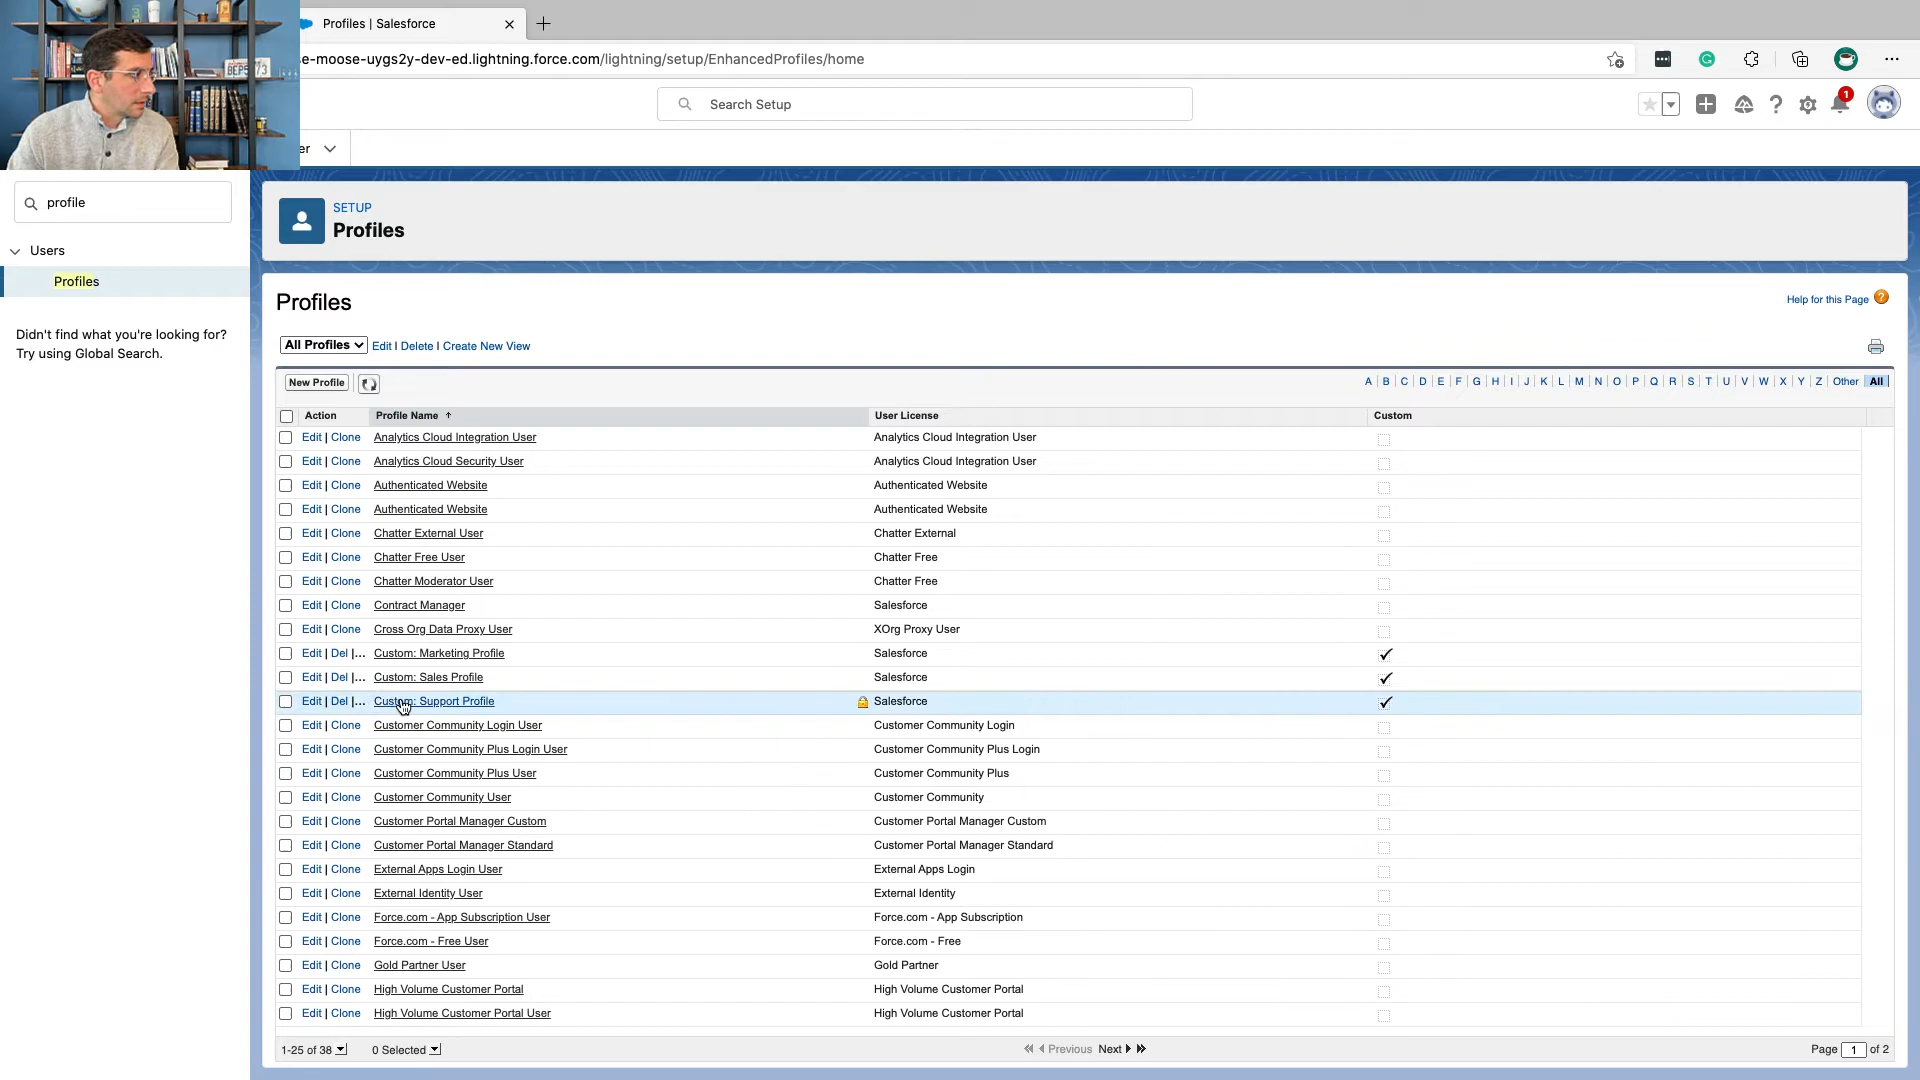 Profiles | Salesforce
se-moose-uygs2y-dev-ed.lightning.force.com/lightning/setup/EnhancedProfiles/home
Search Setup
1
er
profile
Users
Profiles
Didn't find what you're looking for?
Try using Global Search.
SETUP
Profiles
Profiles
Help for this Page ?
All Profiles Edit | Delete | Create New View
New Profile
A | B | C | D | E | F | G | H | I | J | K | L | M | N | O | P | Q | R | S | T | U | V | W | X | Y | Z | Other | All
Action Profile Name ↑ User License Custom
Edit | Clone Analytics Cloud Integration User Analytics Cloud Integration User
Edit | Clone Analytics Cloud Security User Analytics Cloud Integration User
Edit | Clone Authenticated Website Authenticated Website
Edit | Clone Authenticated Website Authenticated Website
Edit | Clone Chatter External User Chatter External
Edit | Clone Chatter Free User Chatter Free
Edit | Clone Chatter Moderator User Chatter Free
Edit | Clone Contract Manager Salesforce
Edit | Clone Cross Org Data Proxy User XOrg Proxy User
Edit | Del |... Custom: Marketing Profile Salesforce ✓
Edit | Del |... Custom: Sales Profile Salesforce ✓
Edit | Del |... Custom: Support Profile Salesforce ✓
Edit | Clone Customer Community Login User Customer Community Login
Edit | Clone Customer Community Plus Login User Customer Community Plus Login
Edit | Clone Customer Community Plus User Customer Community Plus
Edit | Clone Customer Community User Customer Community
Edit | Clone Customer Portal Manager Custom Customer Portal Manager Custom
Edit | Clone Customer Portal Manager Standard Customer Portal Manager Standard
Edit | Clone External Apps Login User External Apps Login
Edit | Clone External Identity User External Identity
Edit | Clone Force.com - App Subscription User Force.com - App Subscription
Edit | Clone Force.com - Free User Force.com - Free
Edit | Clone Gold Partner User Gold Partner
Edit | Clone High Volume Customer Portal High Volume Customer Portal
Edit | Clone High Volume Customer Portal User High Volume Customer Portal
1-25 of 38 0 Selected Previous Next Page 1 of 2